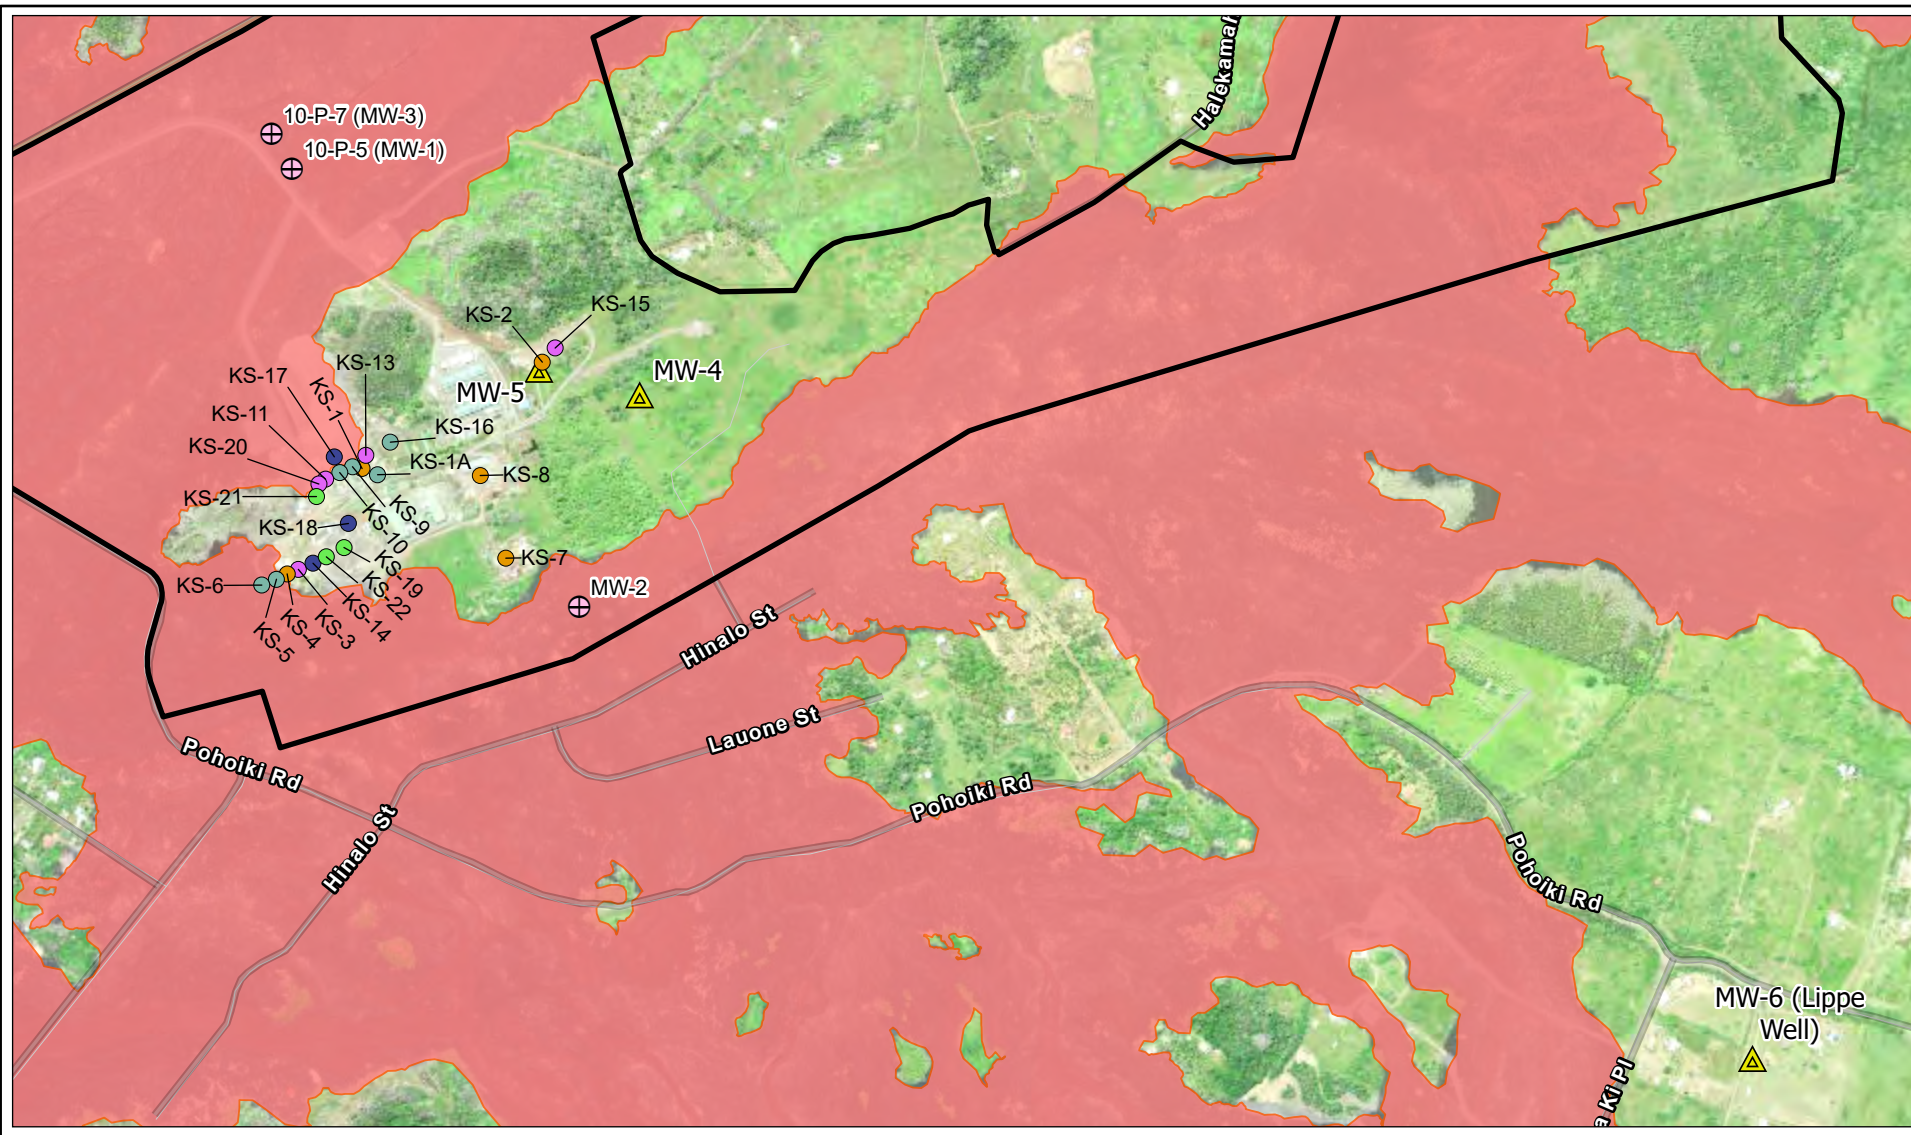 Halekamah
10-P-7 (MW-3)
10-P-5 (MW-1)
KS-15
KS-2
KS-13
MW-4
KS-17
KS-1
MW-5
KS-11
KS-16
KS-20
KS-1A
KS-8
KS-21
KS-9
KS-10
KS-18
KS-7
KS-19
KS-6
KS-22
MW-2
KS-14
KS-3
KS-4
KS-5
Hinalo St
Lauone St
Pohoiki Rd
Pohoiki Rd
Hinalo St
Pohoiki Rd
MW-6 (Lippe
Well)
a Ki Pl